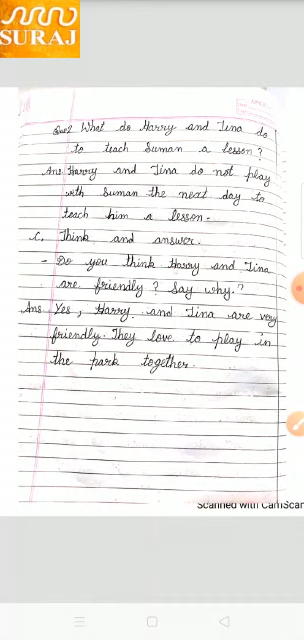 SURAJ
Que2 What do Harry and Tina do
to teach Suman a lesson?
Ans. Harry and Tina do not play
with Suman the next day to
teach him a lesson.
C. Think and answer.
- Do you think Harry and Tina
are friendly? Say why.?
Ans Yes, Harry and Tina are very
friendly. They love to play in
the park together.
Scanned with CamScan